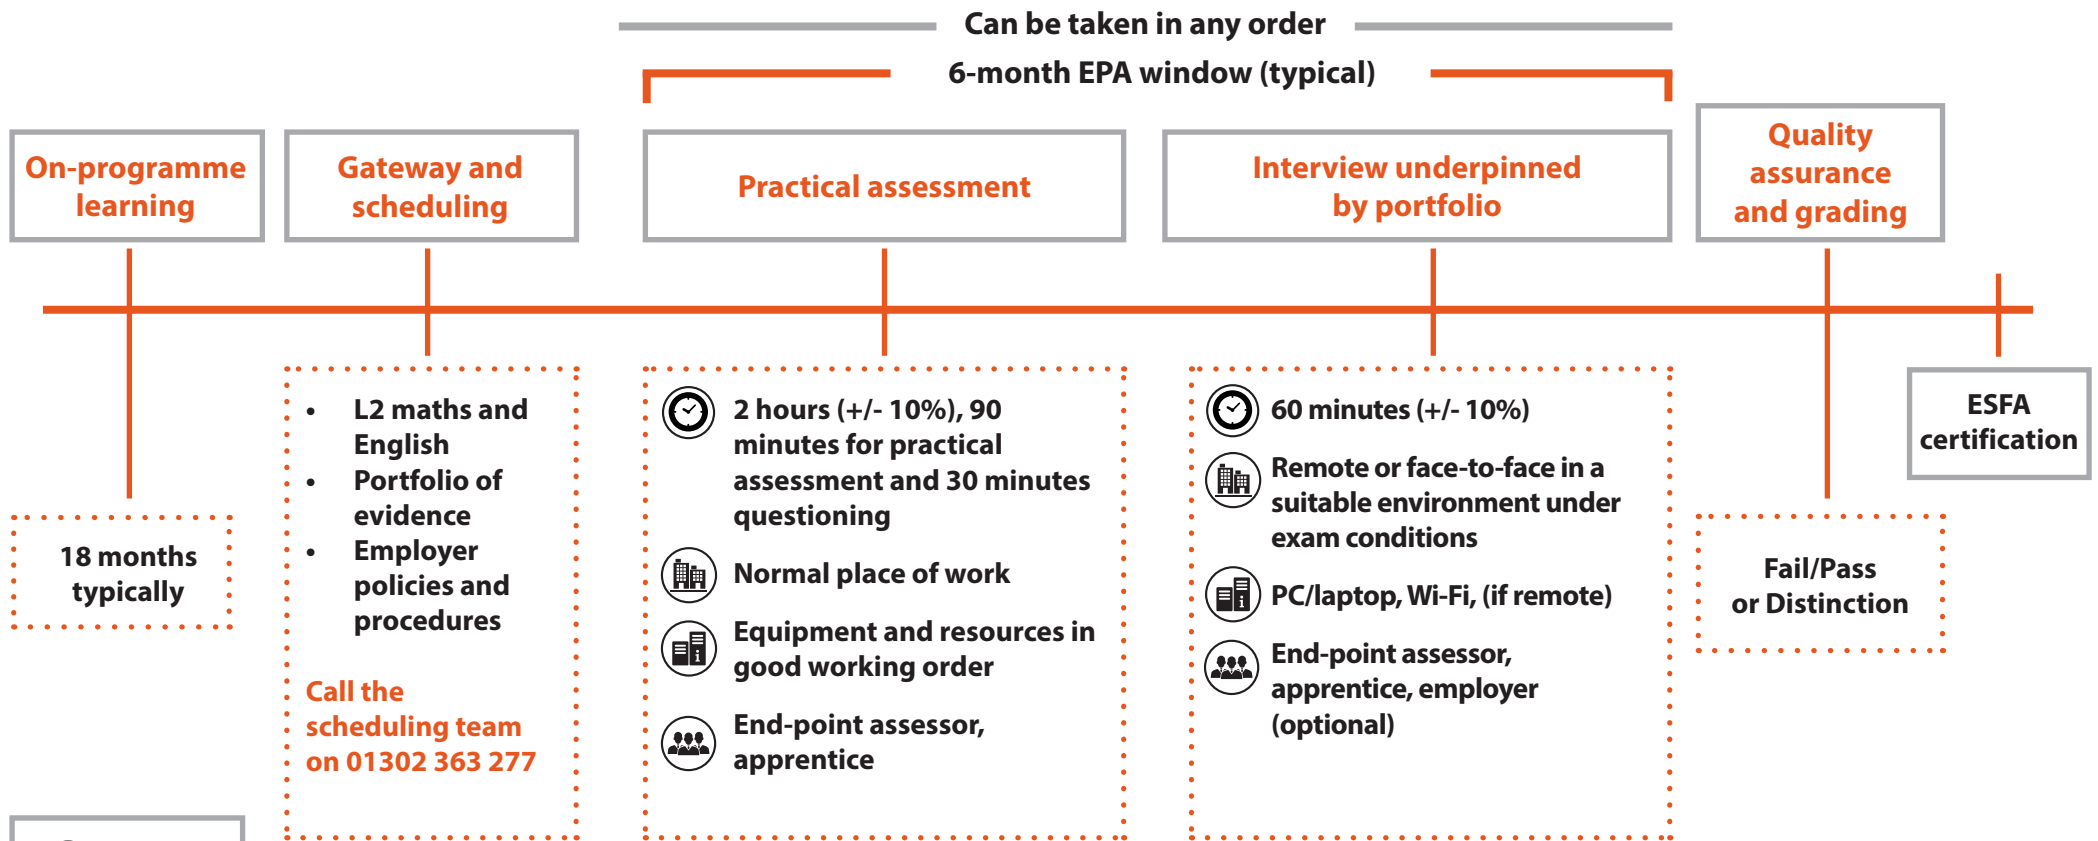 Can be taken in any order
6-month EPA window (typical)
On-programme
learning
Gateway and
scheduling
Practical assessment
Interview underpinned
by portfolio
Quality
assurance
and grading
18 months
typically
• L2 maths and
English
• Portfolio of
evidence
• Employer
policies and
procedures
Call the
scheduling team
on 01302 363 277
2 hours (+/- 10%), 90
minutes for practical
assessment and 30 minutes
questioning
Normal place of work
Equipment and resources in
good working order
End-point assessor,
apprentice
60 minutes (+/- 10%)
Remote or face-to-face in a
suitable environment under
exam conditions
PC/laptop, Wi-Fi, (if remote)
End-point assessor,
apprentice, employer
(optional)
Fail/Pass
or Distinction
ESFA
certification